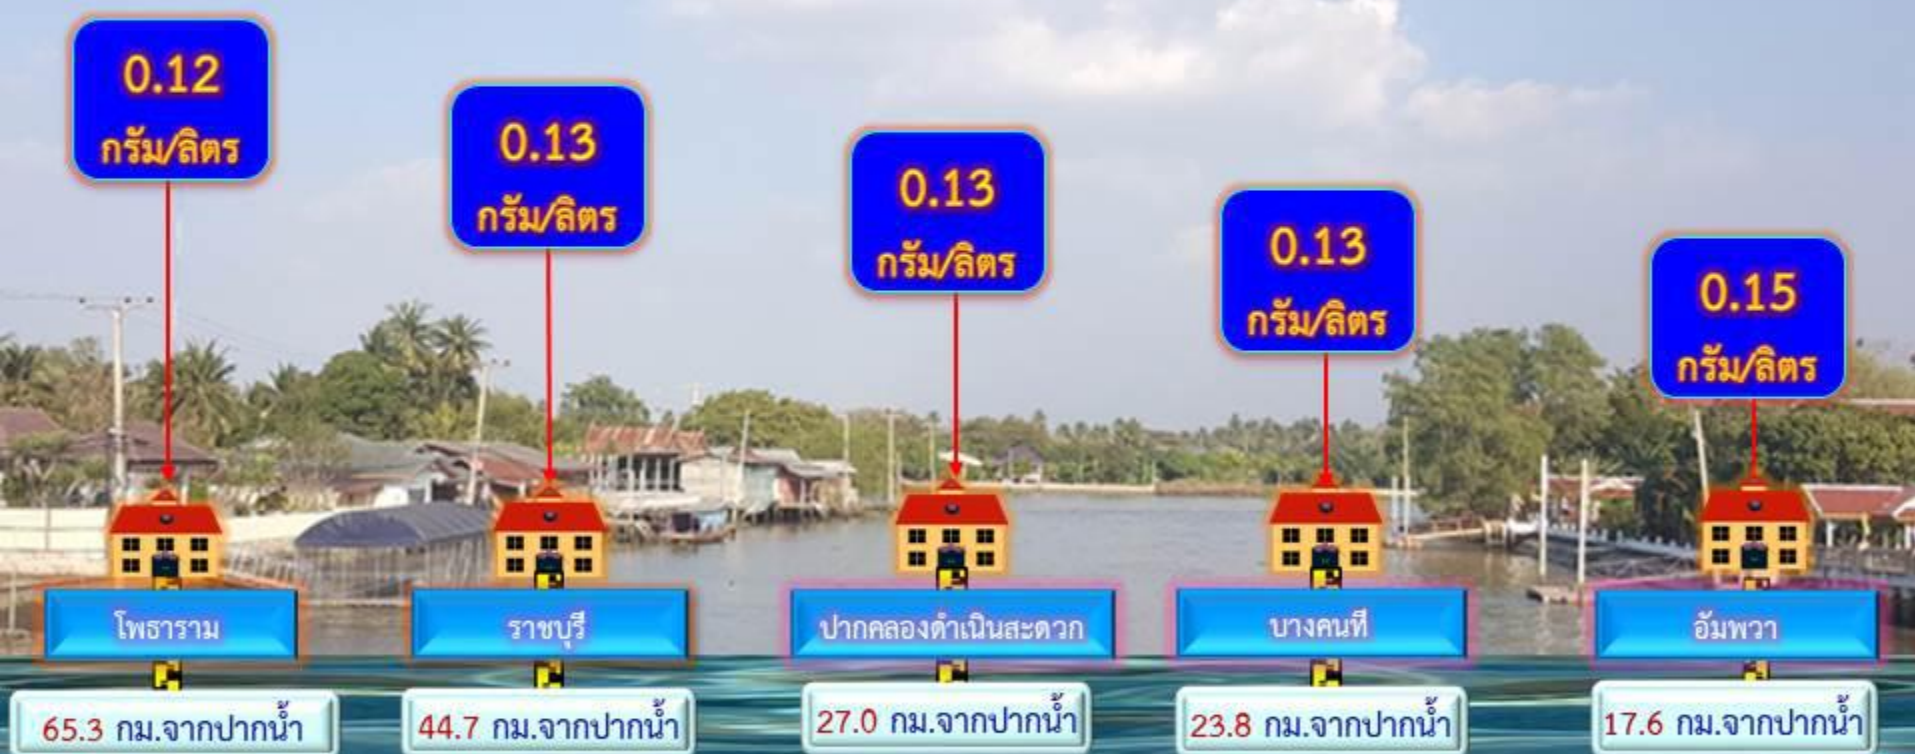 0.12
กรัม/ลิตร
0.13
กรัม/ลิตร
0.13
กรัม/ลิตร
0.13
กรัม/ลิตร
0.15
กรัม/ลิตร
โพธาราม
ราชบุรี
ปากคลองดำเนินสะดวก
บางคนที
อัมพวา
65.3 กม.จากปากน้ำ
44.7 กม.จากปากน้ำ
27.0 กม.จากปากน้ำ
23.8 กม.จากปากน้ำ
17.6 กม.จากปากน้ำ